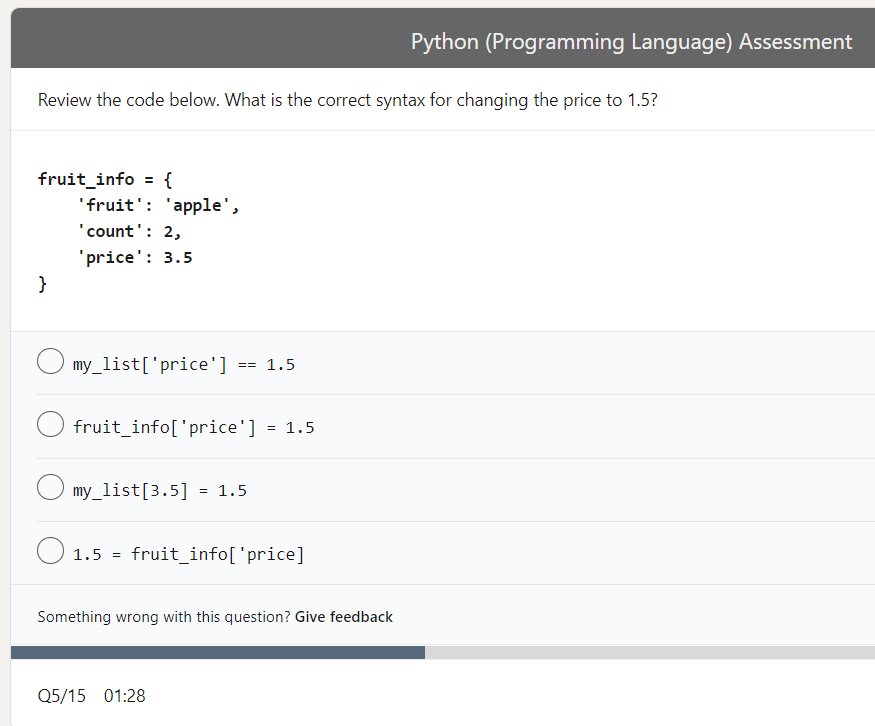 Python (Programming Language) Assessment
Review the code below. What is the correct syntax for changing the price to 1.5?
fruit_info = {
    'fruit': 'apple',
    'count': 2,
    'price': 3.5
}
my_list['price'] == 1.5
fruit_info['price'] = 1.5
my_list[3.5] = 1.5
1.5 = fruit_info['price]
Something wrong with this question? Give feedback
Q5/15 01:28